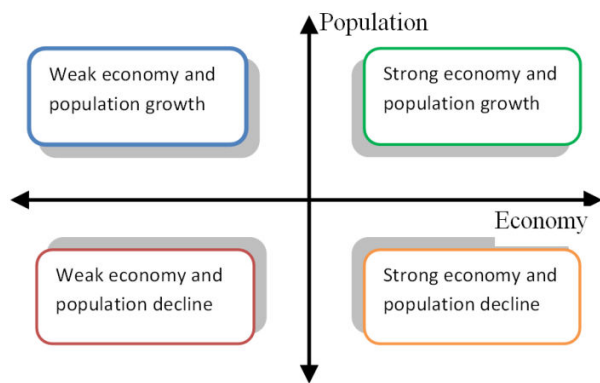 Population
Weak economy and
population growth
Strong economy and
population growth
Economy
Weak economy and
population decline
Strong economy and
population decline